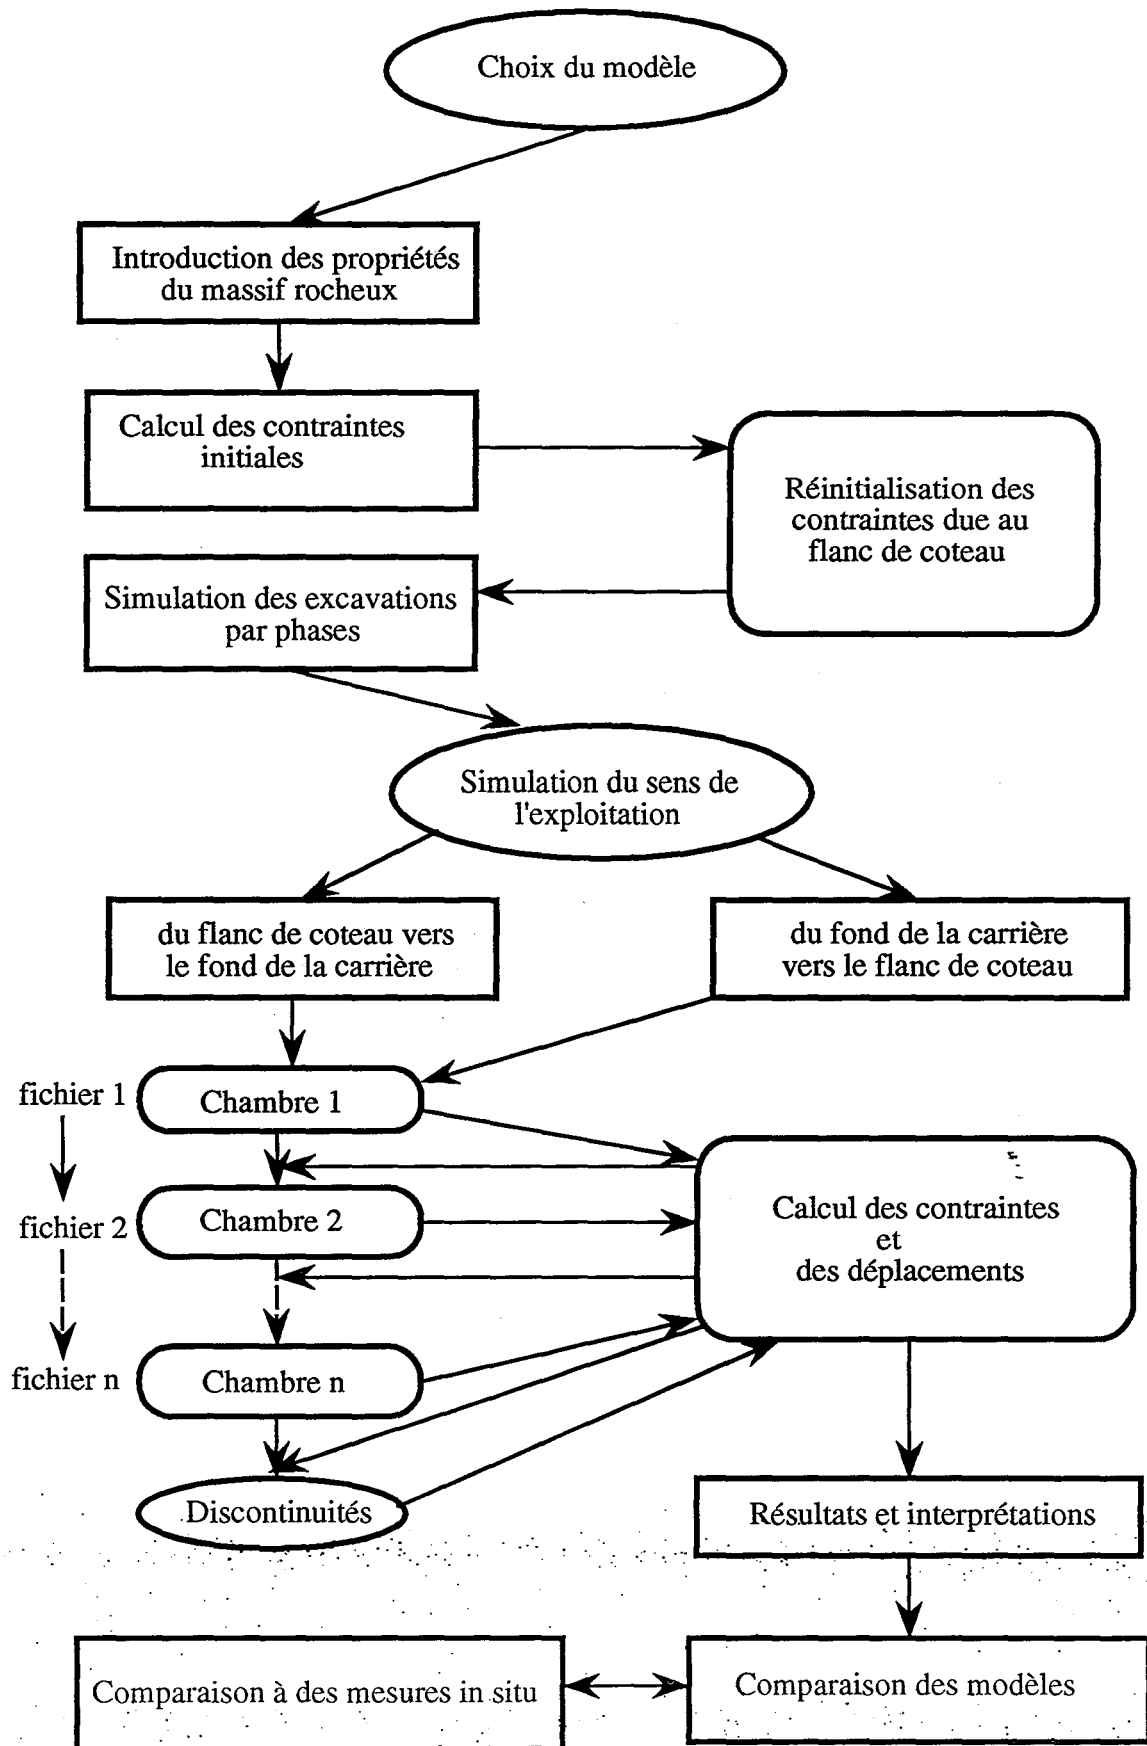 Choix du modèle
Introduction des propriétés
du massif rocheux
Calcul des contraintes
initiales
Réinitialisation des
contraintes due au
flanc de coteau
Simulation des excavations
par phases
Simulation du sens de
l'exploitation
du flanc de coteau vers
le fond de la carrière
du fond de la carrière
vers le flanc de coteau
fichier 1
Chambre 1
fichier 2
Chambre 2
Calcul des contraintes
et
des déplacements
fichier n
Chambre n
Discontinuités
Résultats et interprétations
Comparaison à des mesures in situ
Comparaison des modèles